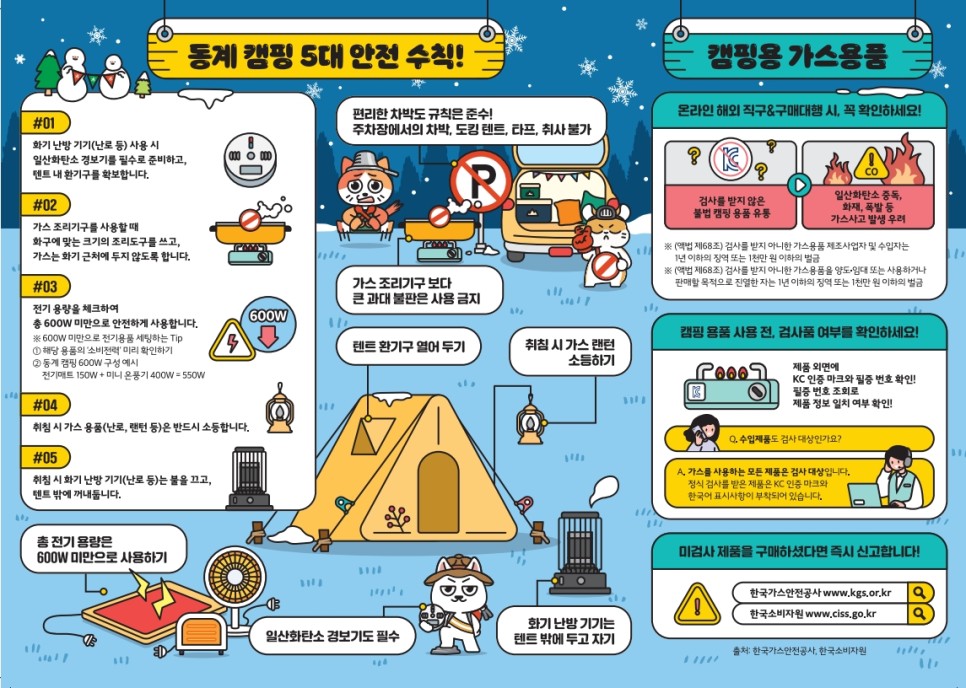 동계 캠핑 5대 안전 수칙!
#01
화기 난방 기기(난로 등) 사용 시
일산화탄소 경보기를 필수로 준비하고,
텐트 내 환기구를 확보합니다.
#02
가스 조리기구를 사용할 때
화구에 맞는 크기의 조리도구를 쓰고,
가스는 화기 근처에 두지 않도록 합니다.
#03
전기 용량을 체크하여
총 600W 미만으로 안전하게 사용합니다.
※ 600W 미만으로 전기용품 세팅하는 Tip
① 해당 용품의 '소비전력' 미리 확인하기
② 동계 캠핑 600W 구성 예시
전기매트 150W + 미니 온풍기 400W = 550W
600W
#04
취침 시 가스 용품(난로, 랜턴 등)은 반드시 소등합니다.
#05
취침 시 화기 난방 기기(난로 등)는 불을 끄고,
텐트 밖에 꺼내둡니다.
편리한 차박도 규칙은 준수!
주차장에서의 차박, 도킹 텐트, 타프, 취사 불가
P
가스 조리기구 보다
큰 과대 불판은 사용 금지
텐트 환기구 열어 두기
취침 시 가스 랜턴
소등하기
총 전기 용량은
600W 미만으로 사용하기
일산화탄소 경보기도 필수
화기 난방 기기는
텐트 밖에 두고 자기
캠핑용 가스용품
온라인 해외 직구&구매대행 시, 꼭 확인하세요!
KC
검사를 받지 않은
불법 캠핑 용품 유통
CO
일산화탄소 중독,
화재, 폭발 등
가스사고 발생 우려
※ (액법 제68조) 검사를 받지 아니한 가스용품 제조사업자 및 수입자는
1년 이하의 징역 또는 1천만 원 이하의 벌금
※ (액법 제68조) 검사를 받지 아니한 가스용품을 양도·임대 또는 사용하거나
판매할 목적으로 진열한 자는 1년 이하의 징역 또는 1천만 원 이하의 벌금
캠핑 용품 사용 전, 검사품 여부를 확인하세요!
KC
제품 외면에
KC 인증 마크와 필증 번호 확인!
필증 번호 조회로
제품 정보 일치 여부 확인!
Q. 수입제품도 검사 대상인가요?
A. 가스를 사용하는 모든 제품은 검사 대상입니다.
정식 검사를 받은 제품은 KC 인증 마크와
한국어 표시사항이 부착되어 있습니다.
미검사 제품을 구매하셨다면 즉시 신고합니다!
한국가스안전공사 www.kgs.or.kr
한국소비자원 www.ciss.go.kr
출처: 한국가스안전공사, 한국소비자원